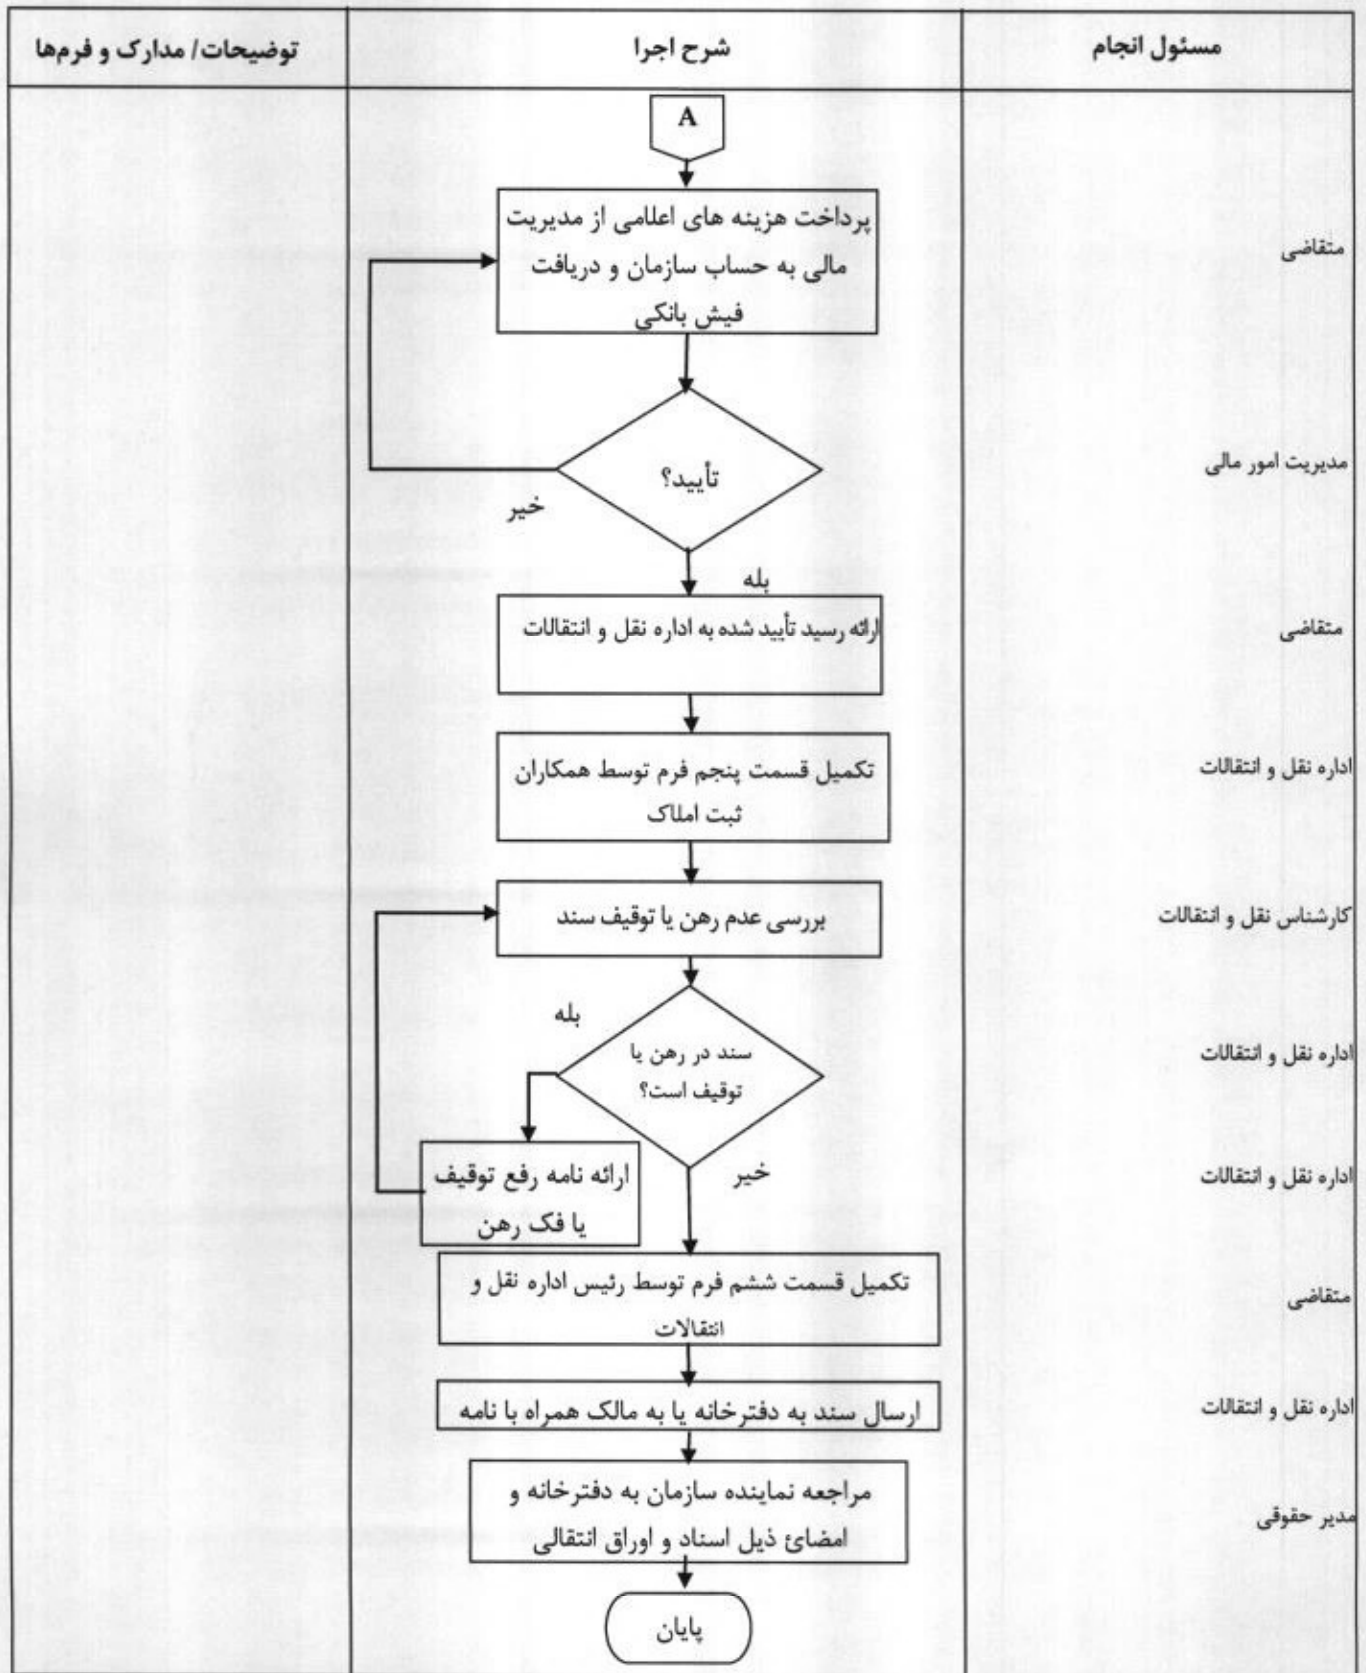 مسئول انجام
شرح اجرا
توضیحات/ مدارک و فرم‌ها
A
متقاضی
پرداخت هزینه های اعلامی از مدیریت
مالی به حساب سازمان و دریافت
فیش بانکی
مدیریت امور مالی
تأیید؟
خیر
بله
متقاضی
ارائه رسید تأیید شده به اداره نقل و انتقالات
اداره نقل و انتقالات
تکمیل قسمت پنجم فرم توسط همکاران
ثبت املاک
کارشناس نقل و انتقالات
بررسی عدم رهن یا توقیف سند
اداره نقل و انتقالات
سند در رهن یا
توقیف است؟
بله
خیر
اداره نقل و انتقالات
ارائه نامه رفع توقیف
یا فک رهن
متقاضی
تکمیل قسمت ششم فرم توسط رئیس اداره نقل و
انتقالات
اداره نقل و انتقالات
ارسال سند به دفترخانه یا به مالک همراه با نامه
مدیر حقوقی
مراجعه نماینده سازمان به دفترخانه و
امضائ ذیل اسناد و اوراق انتقالی
پایان